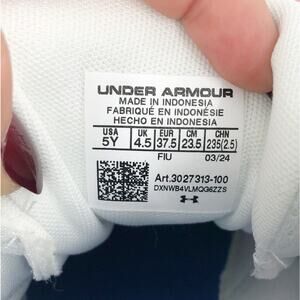 UNDER ARMOUR
MADE IN INDONESIA
FABRIQUÉ EN INDONÉSIE
HECHO EN INDONESIA
USA UK EUR CM CHN
5Y 4.5 37.5 23.5 235(2.5)
FIU 03/24
Art.3027313-100
DXNWB4VLMQG6ZZS